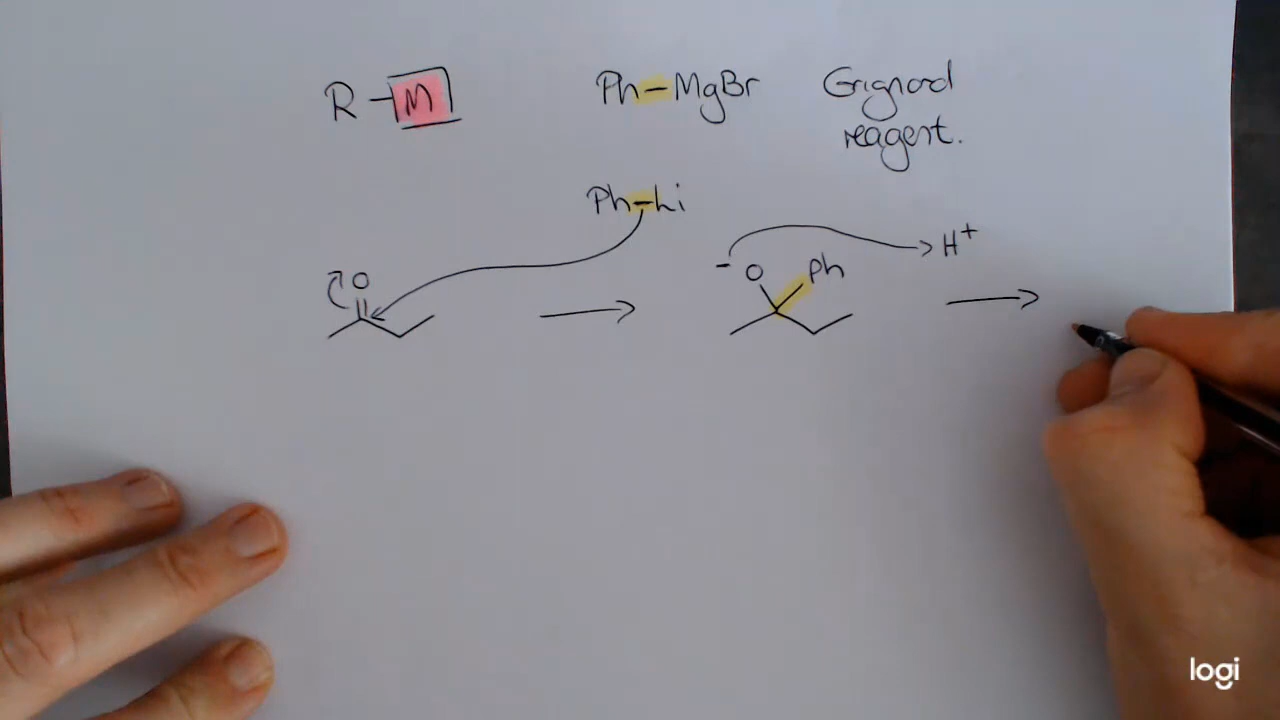 R-M
Ph-MgBr
Grignard
reagent.
Ph-Li
O
- O Ph
H+
logi